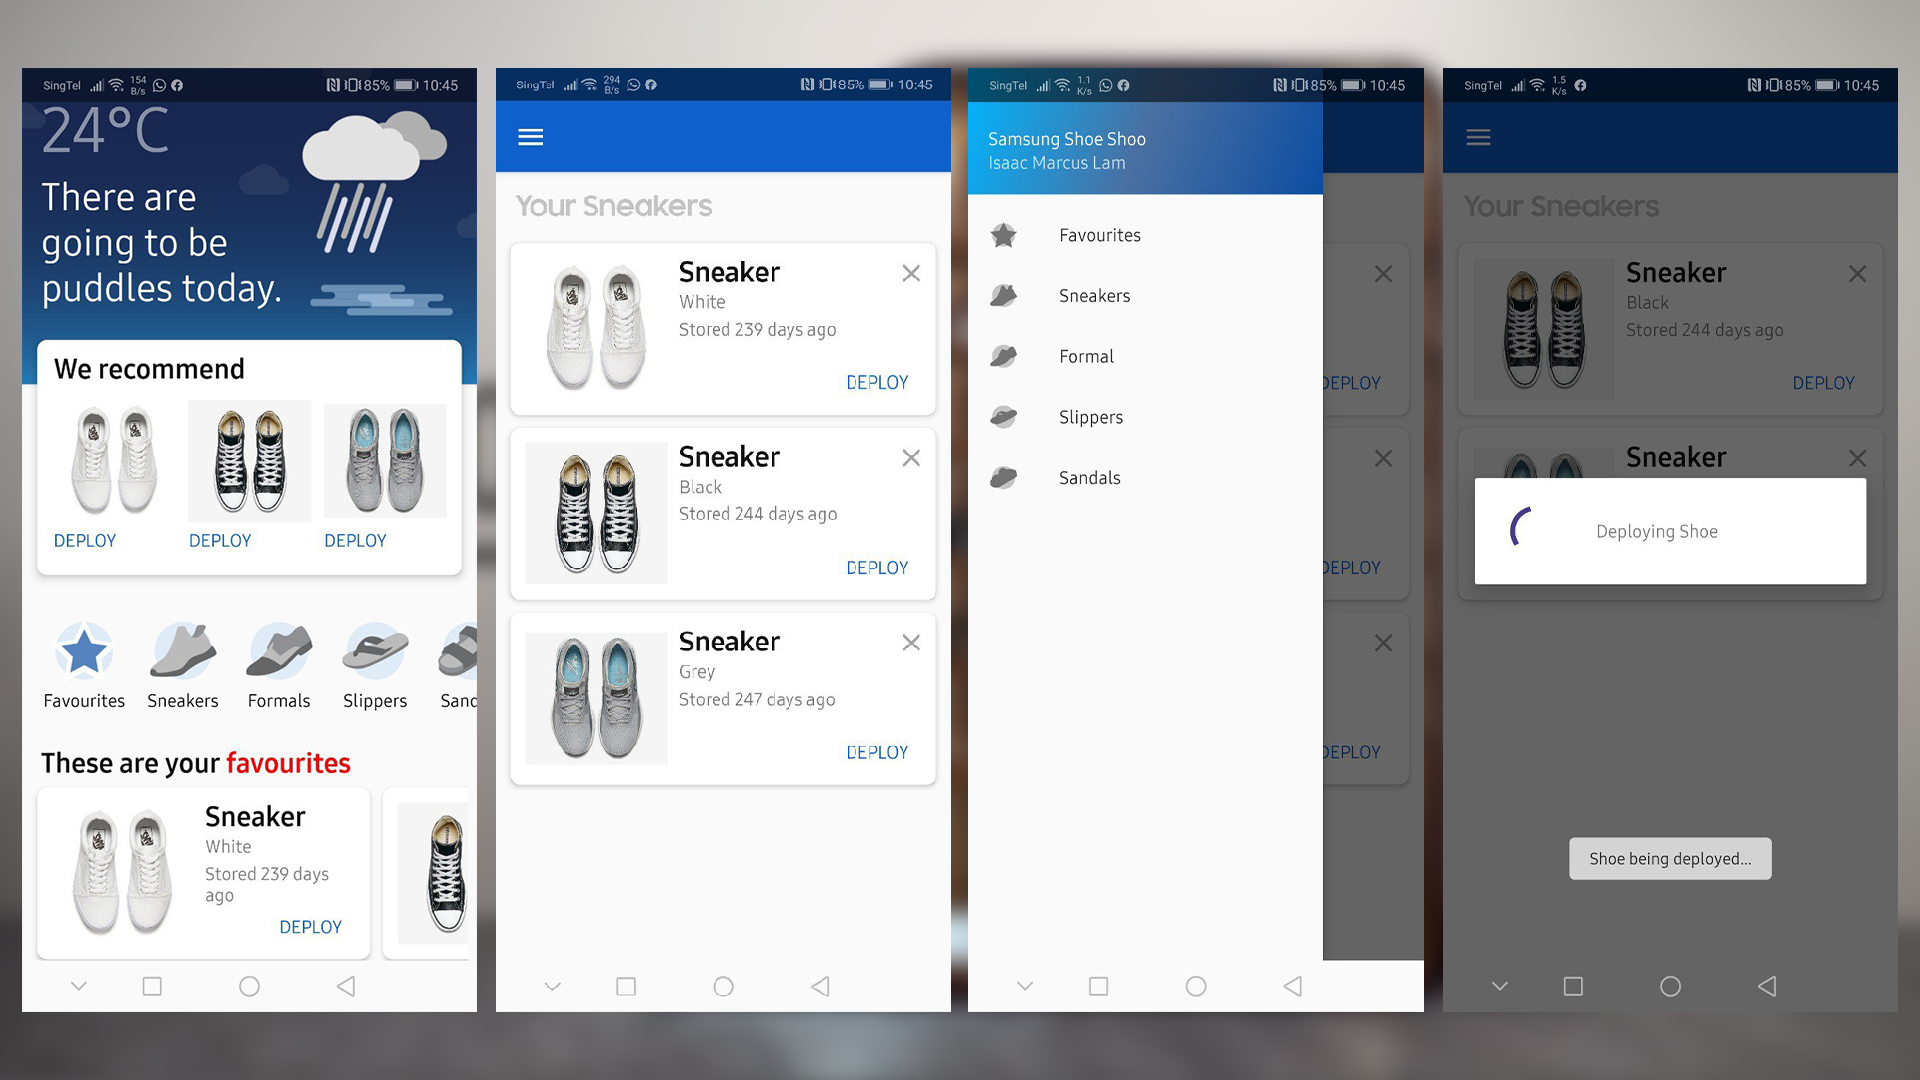 SingTel 154 B/s 85% 10:45
24°C
There are
going to be
puddles today.
We recommend
DEPLOY DEPLOY DEPLOY
Favourites Sneakers Formals Slippers Sand
These are your favourites
Sneaker
White
Stored 239 days
ago
DEPLOY
SingTel 294 B/s 85% 10:45
Your Sneakers
Sneaker
White
Stored 239 days ago
DEPLOY
Sneaker
Black
Stored 244 days ago
DEPLOY
Sneaker
Grey
Stored 247 days ago
DEPLOY
SingTel 1.1 K/s 85% 10:45
Samsung Shoe Shoo
Isaac Marcus Lam
Favourites
Sneakers
Formal
Slippers
Sandals
DEPLOY
DEPLOY
DEPLOY
SingTel 1.5 K/s 85% 10:45
Your Sneakers
Sneaker
Black
Stored 244 days ago
DEPLOY
Sneaker
Deploying Shoe
Shoe being deployed...